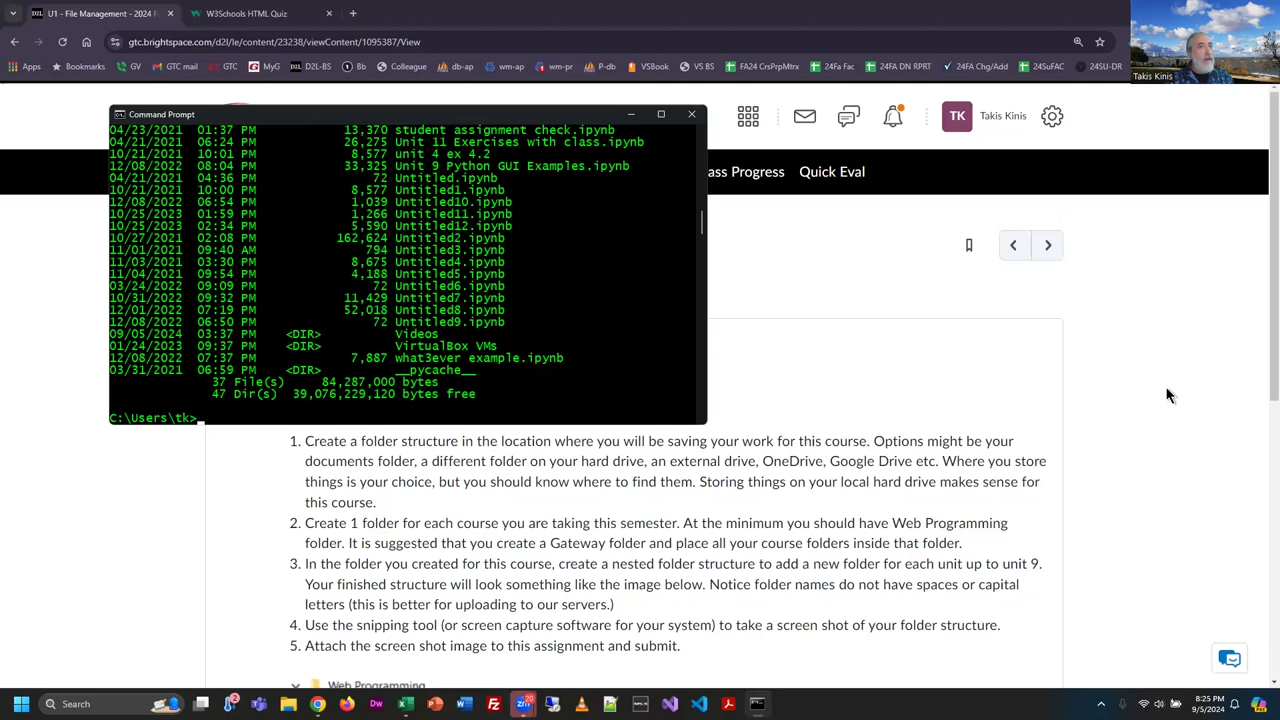 U1 - File Management - 2024 F
W3Schools HTML Quiz
gtc.brightspace.com/d2l/le/content/23238/viewContent/1095387/View
Apps
Bookmarks
GV
GTC mail
GTC
MyG
D2L-BS
Bb
Colleague
db-ap
wm-ap
wm-pr
P-db
VSBook
VS BS
FA24 CrsPrpMtrx
24Fa Fac
24FA DN RPRT
24FA Chg/Add
24SuFAC
24SU-DR
Takis Kinis
TK
Takis Kinis
ass Progress
Quick Eval
Command Prompt
04/23/2021 01:37 PM 13,370 student assignment check.ipynb
04/21/2021 06:24 PM 26,275 Unit 11 Exercises with class.ipynb
10/21/2021 10:01 PM 8,577 unit 4 ex 4.2
12/08/2022 08:04 PM 33,325 Unit 9 Python GUI Examples.ipynb
04/21/2021 04:36 PM 72 Untitled.ipynb
10/21/2021 10:00 PM 8,577 Untitled1.ipynb
12/08/2022 06:54 PM 1,039 Untitled10.ipynb
10/25/2023 01:59 PM 1,266 Untitled11.ipynb
10/25/2023 02:34 PM 5,590 Untitled12.ipynb
10/27/2021 02:08 PM 162,624 Untitled2.ipynb
11/01/2021 09:40 AM 794 Untitled3.ipynb
11/03/2021 03:30 PM 8,675 Untitled4.ipynb
11/04/2021 09:54 PM 4,188 Untitled5.ipynb
03/24/2022 09:09 PM 72 Untitled6.ipynb
10/31/2022 09:32 PM 11,429 Untitled7.ipynb
12/01/2022 07:19 PM 52,018 Untitled8.ipynb
12/08/2022 06:50 PM 72 Untitled9.ipynb
09/05/2024 03:37 PM <DIR> Videos
01/24/2023 09:37 PM <DIR> VirtualBox VMs
12/08/2022 07:37 PM 7,887 what3ever example.ipynb
03/31/2021 06:59 PM <DIR> __pycache__
37 File(s) 84,287,000 bytes
47 Dir(s) 39,076,229,120 bytes free
C:\Users\tk>
1. Create a folder structure in the location where you will be saving your work for this course. Options might be your
documents folder, a different folder on your hard drive, an external drive, OneDrive, Google Drive etc. Where you store
things is your choice, but you should know where to find them. Storing things on your local hard drive makes sense for
this course.
2. Create 1 folder for each course you are taking this semester. At the minimum you should have Web Programming
folder. It is suggested that you create a Gateway folder and place all your course folders inside that folder.
3. In the folder you created for this course, create a nested folder structure to add a new folder for each unit up to unit 9.
Your finished structure will look something like the image below. Notice folder names do not have spaces or capital
letters (this is better for uploading to our servers.)
4. Use the snipping tool (or screen capture software for your system) to take a screen shot of your folder structure.
5. Attach the screen shot image to this assignment and submit.
Web Programming
Search
8:25 PM
9/5/2024